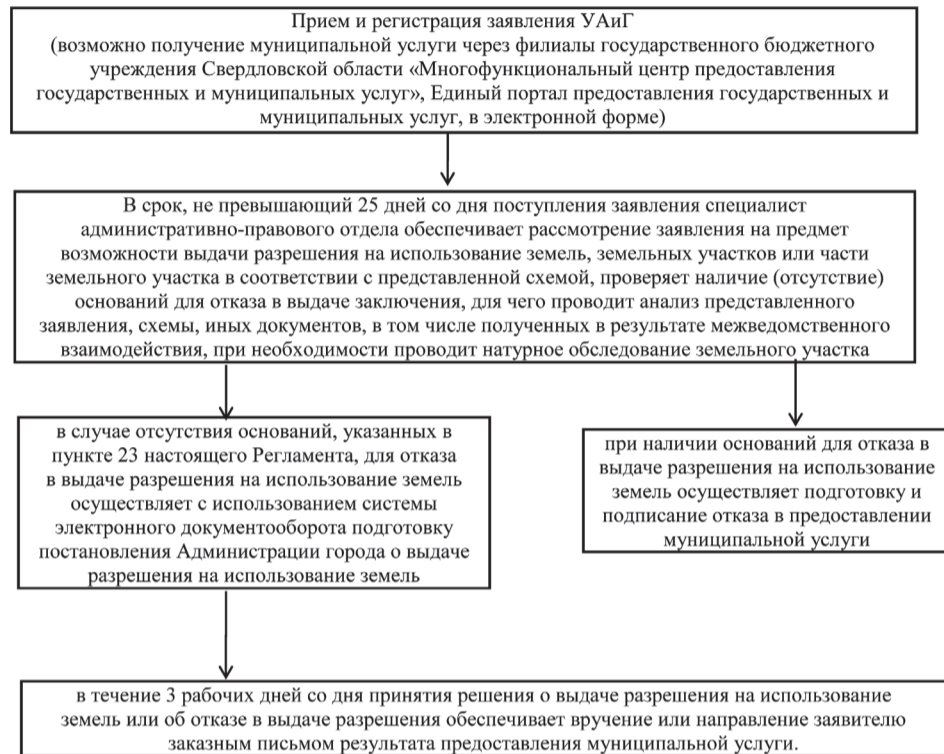 Прием и регистрация заявления УАиГ
(возможно получение муниципальной услуги через филиалы государственного бюджетного
учреждения Свердловской области «Многофункциональный центр предоставления
государственных и муниципальных услуг», Единый портал предоставления государственных и
муниципальных услуг, в электронной форме)
В срок, не превышающий 25 дней со дня поступления заявления специалист
административно-правового отдела обеспечивает рассмотрение заявления на предмет
возможности выдачи разрешения на использование земель, земельных участков или части
земельного участка в соответствии с представленной схемой, проверяет наличие (отсутствие)
оснований для отказа в выдаче заключения, для чего проводит анализ представленного
заявления, схемы, иных документов, в том числе полученных в результате межведомственного
взаимодействия, при необходимости проводит натурное обследование земельного участка
в случае отсутствия оснований, указанных в
пункте 23 настоящего Регламента, для отказа
в выдаче разрешения на использование земель
осуществляет с использованием системы
электронного документооборота подготовку
постановления Администрации города о выдаче
разрешения на использование земель
при наличии оснований для отказа в
выдаче разрешения на использование
земель осуществляет подготовку и
подписание отказа в предоставлении
муниципальной услуги
в течение 3 рабочих дней со дня принятия решения о выдаче разрешения на использование
земель или об отказе в выдаче разрешения обеспечивает вручение или направление заявителю
заказным письмом результата предоставления муниципальной услуги.